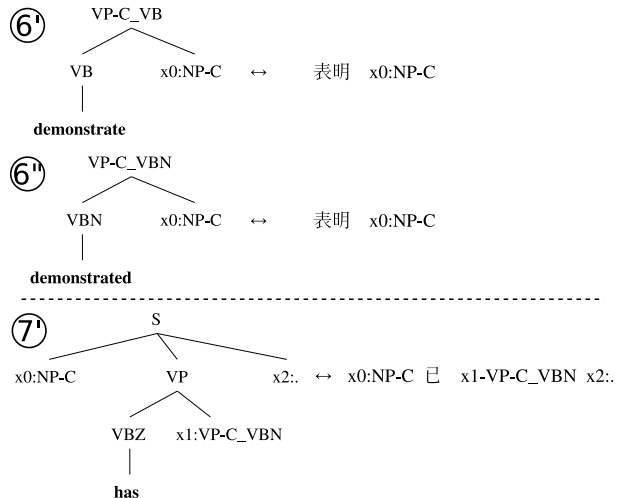 6' VP-C_VB
VB x0:NP-C ↔ 表明 x0:NP-C
demonstrate
6" VP-C_VBN
VBN x0:NP-C ↔ 表明 x0:NP-C
demonstrated
7' S
x0:NP-C VP x2:. ↔ x0:NP-C 已 x1-VP-C_VBN x2:.
VBZ x1:VP-C_VBN
has